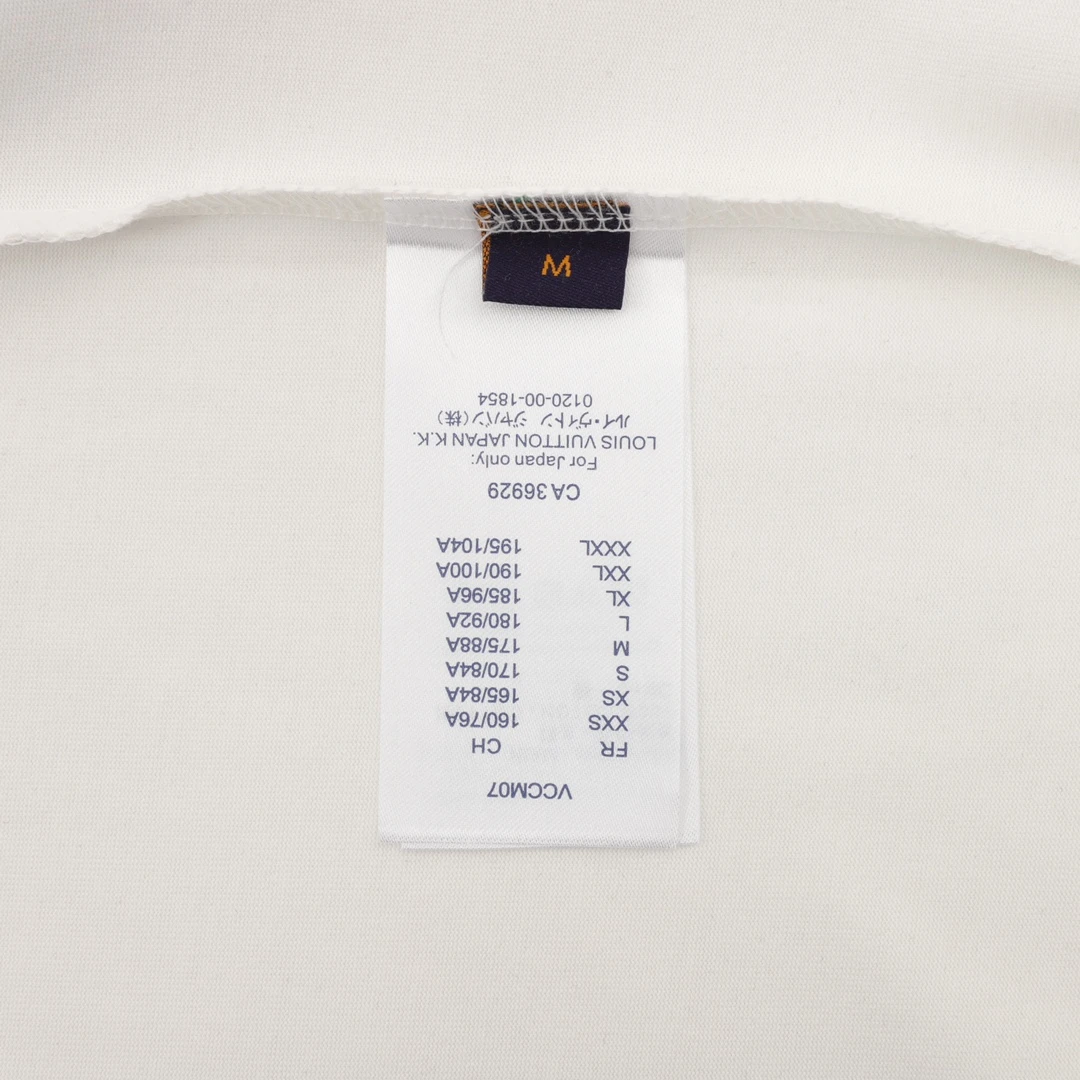 M
VCCM07
FR CH
XXS 160/76A
XS 165/84A
S 170/84A
M 175/88A
L 180/92A
XL 185/96A
XXL 190/100A
XXXL 195/104A
CA 36929
For Japan only:
LOUIS VUITTON JAPAN K.K.
ルイ・ヴィトン ジャパン(株)
0120-00-1854